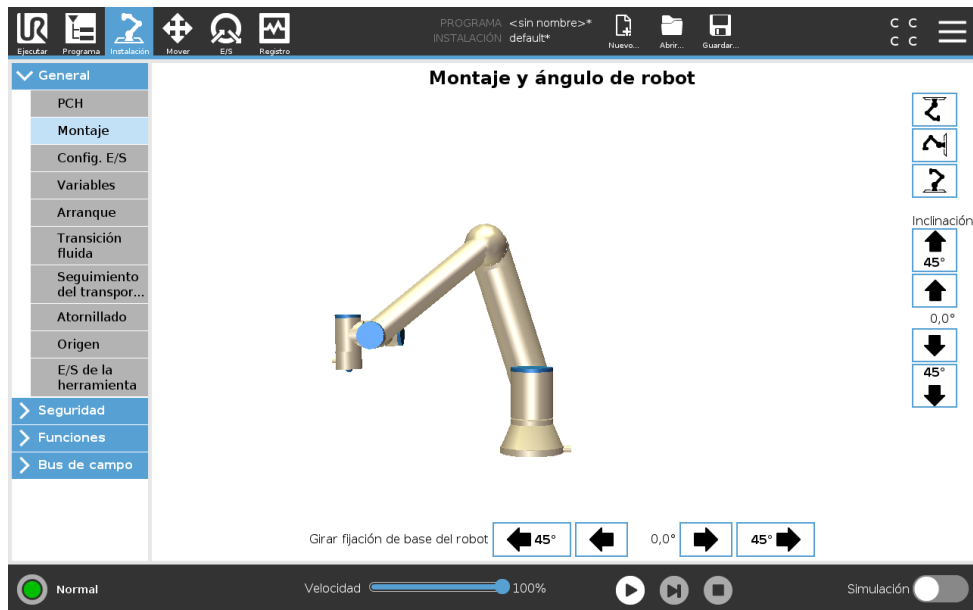 UR
PROGRAMA <sin nombre>*
INSTALACIÓN default*
Ejecutar
Programa
Instalación
Mover
E/S
Registro
Nuevo...
Abrir...
Guardar...
C C
C C
General
PCH
Montaje
Config. E/S
Variables
Arranque
Transición
fluida
Seguimiento
del transpor...
Atornillado
Origen
E/S de la
herramienta
Seguridad
Funciones
Bus de campo
Montaje y ángulo de robot
Inclinación
45°
0,0°
45°
Girar fijación de base del robot
45°
0,0°
45°
Normal
Velocidad
100%
Simulación